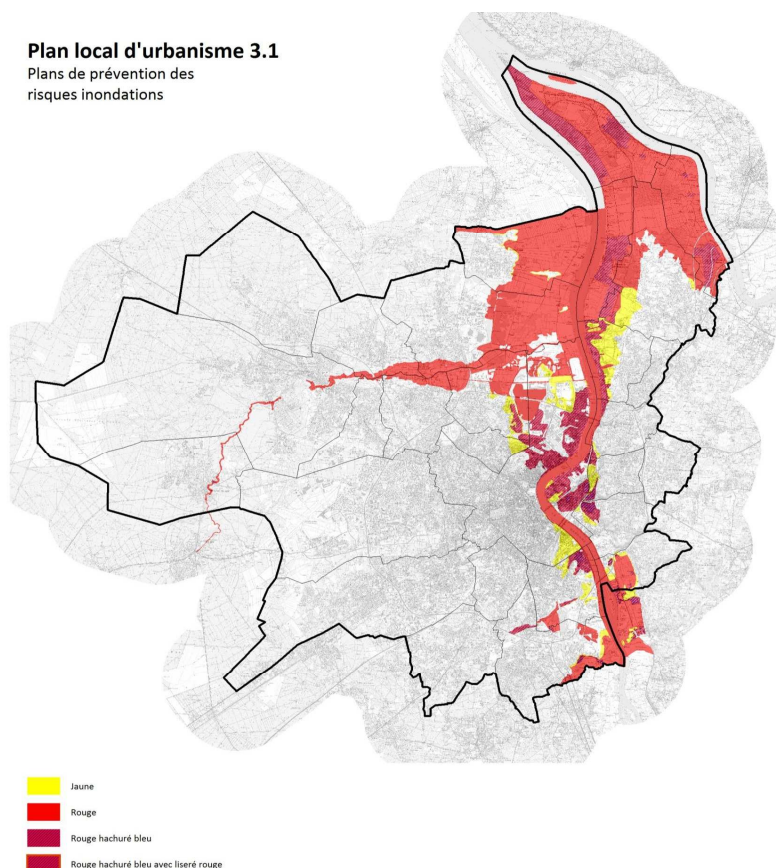 Plan local d'urbanisme 3.1
Plans de prévention des
risques inondations
Jaune
Rouge
Rouge hachuré bleu
Rouge hachuré bleu avec liseré rouge